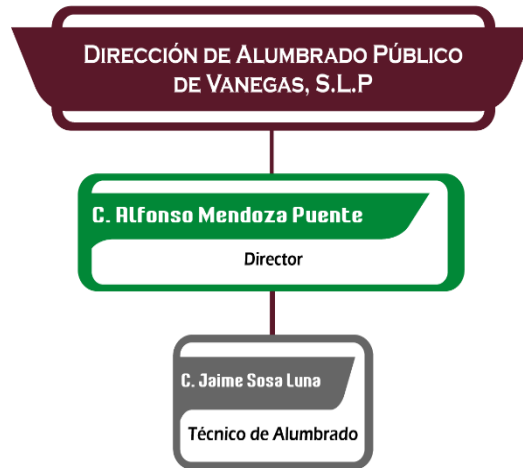 DIRECCIÓN DE ALUMBRADO PÚBLICO
DE VANEGAS, S.L.P
C. Alfonso Mendoza Puente
Director
C. Jaime Sosa Luna
Técnico de Alumbrado